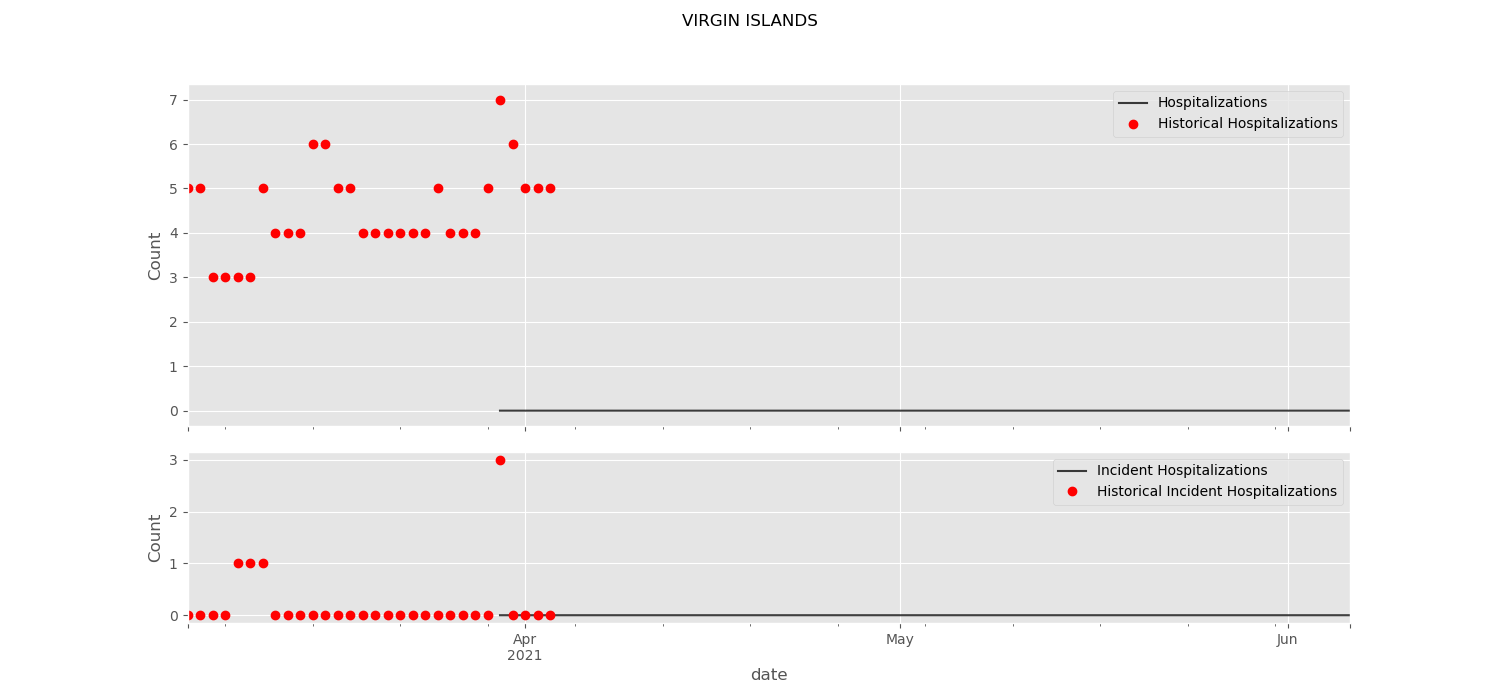 VIRGIN ISLANDS
7
6
5
4
3
2
1
0
Count
Hospitalizations
Historical Hospitalizations
3
2
1
0
Count
Incident Hospitalizations
Historical Incident Hospitalizations
Apr
2021
May
Jun
date